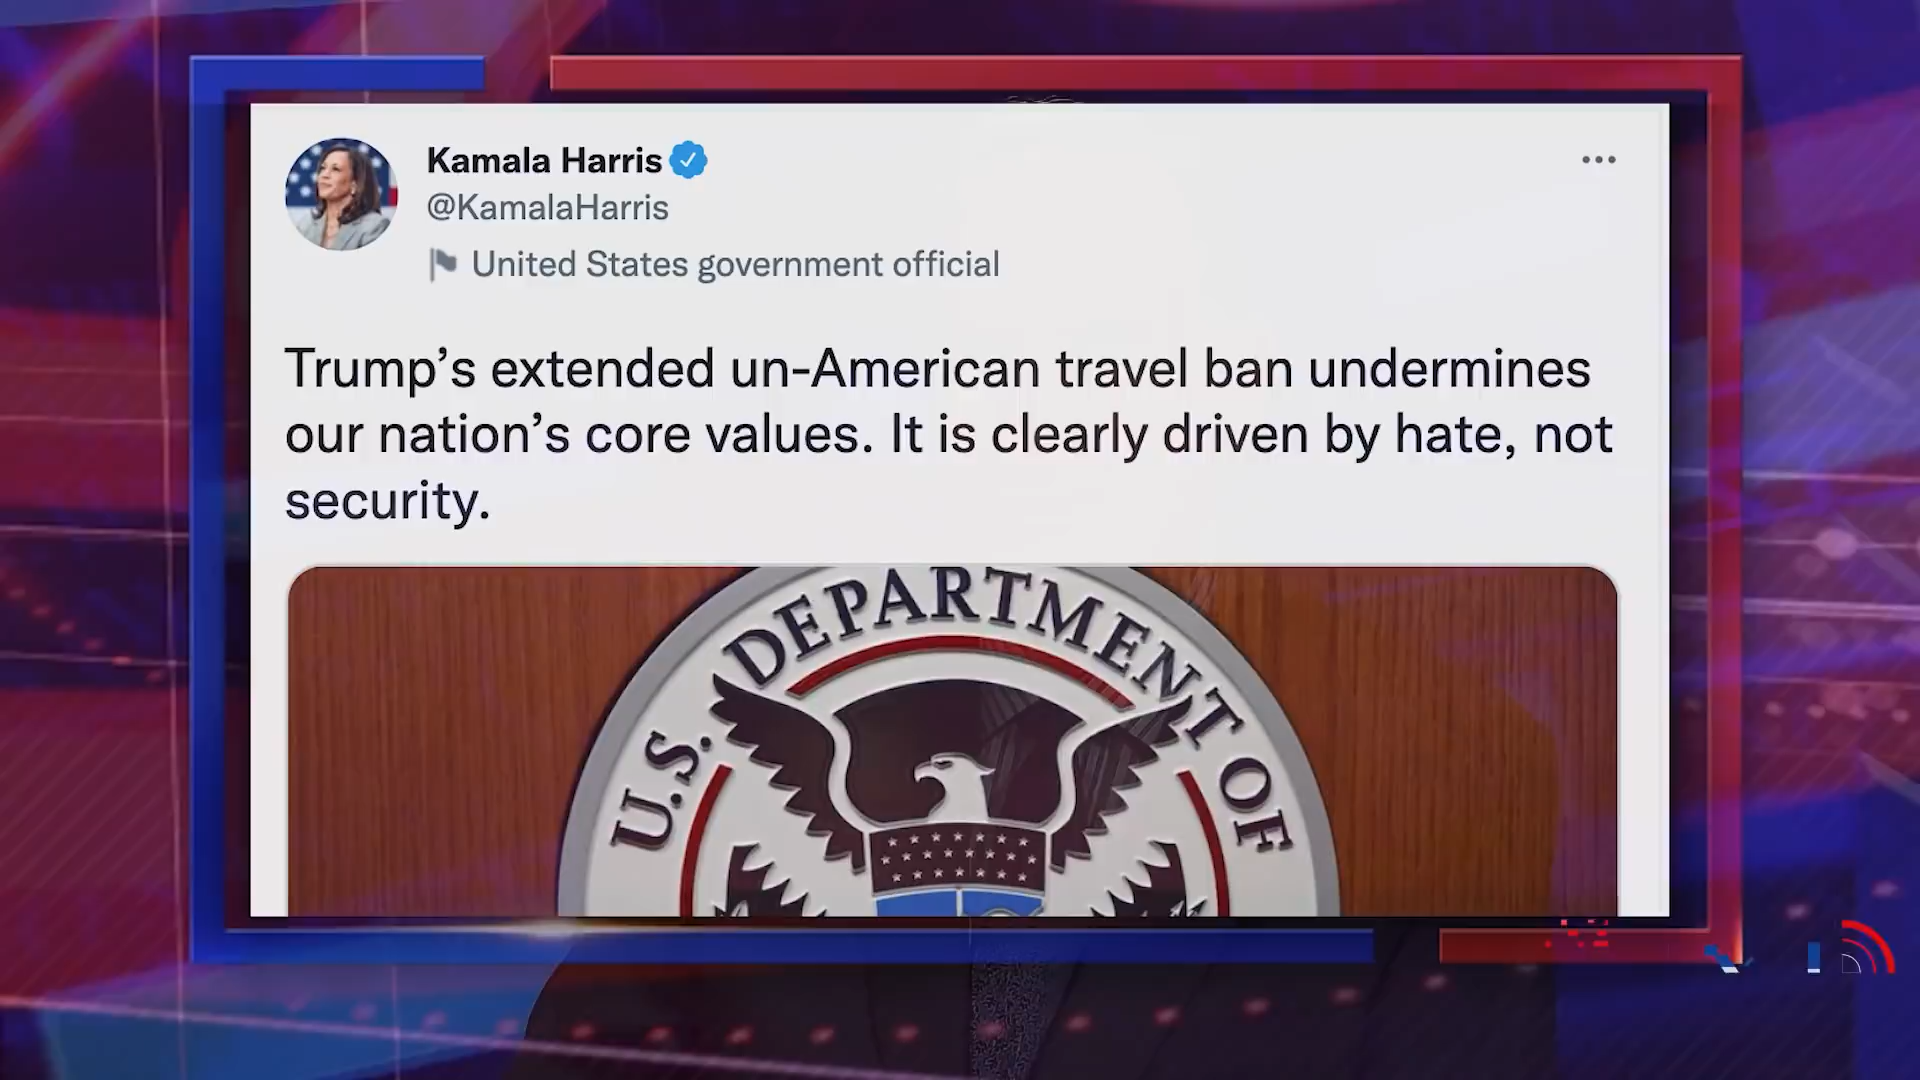 Kamala Harris
@KamalaHarris
United States government official
Trump’s extended un-American travel ban undermines
our nation’s core values. It is clearly driven by hate, not
security.
U.S. DEPARTMENT OF